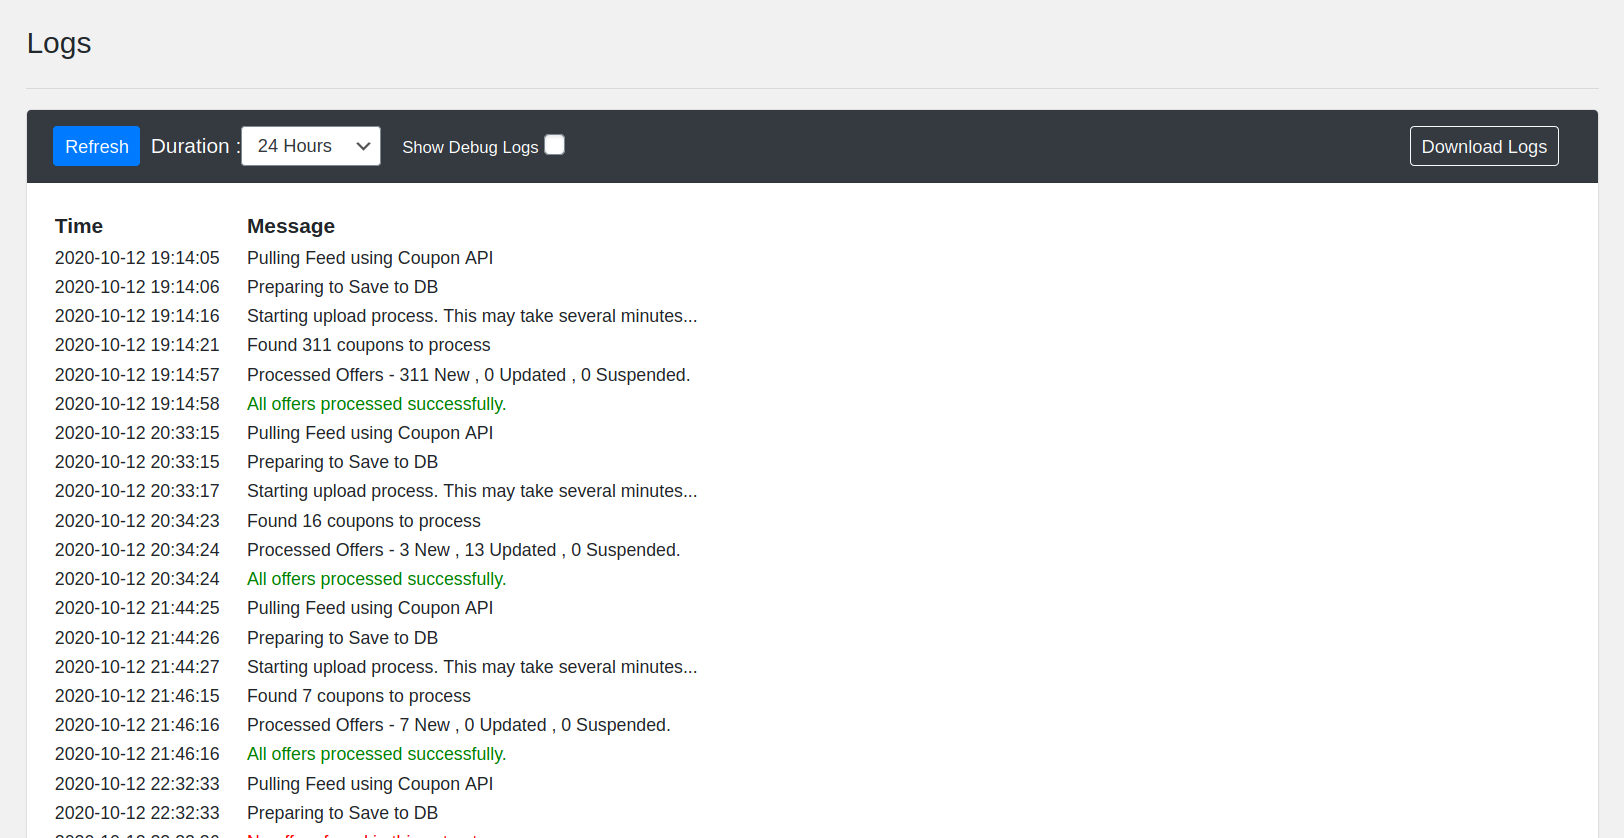 Logs
Refresh Duration : 24 Hours Show Debug Logs Download Logs
Time Message
2020-10-12 19:14:05 Pulling Feed using Coupon API
2020-10-12 19:14:06 Preparing to Save to DB
2020-10-12 19:14:16 Starting upload process. This may take several minutes...
2020-10-12 19:14:21 Found 311 coupons to process
2020-10-12 19:14:57 Processed Offers - 311 New , 0 Updated , 0 Suspended.
2020-10-12 19:14:58 All offers processed successfully.
2020-10-12 20:33:15 Pulling Feed using Coupon API
2020-10-12 20:33:15 Preparing to Save to DB
2020-10-12 20:33:17 Starting upload process. This may take several minutes...
2020-10-12 20:34:23 Found 16 coupons to process
2020-10-12 20:34:24 Processed Offers - 3 New , 13 Updated , 0 Suspended.
2020-10-12 20:34:24 All offers processed successfully.
2020-10-12 21:44:25 Pulling Feed using Coupon API
2020-10-12 21:44:26 Preparing to Save to DB
2020-10-12 21:44:27 Starting upload process. This may take several minutes...
2020-10-12 21:46:15 Found 7 coupons to process
2020-10-12 21:46:16 Processed Offers - 7 New , 0 Updated , 0 Suspended.
2020-10-12 21:46:16 All offers processed successfully.
2020-10-12 22:32:33 Pulling Feed using Coupon API
2020-10-12 22:32:33 Preparing to Save to DB